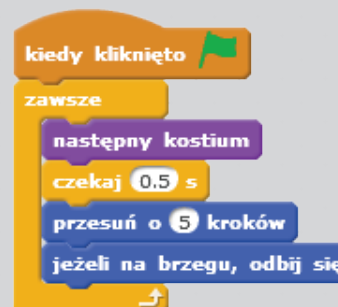 kiedy kliknięto
zawsze
następny kostium
czekaj 0.5 s
przesuń o 5 kroków
jeżeli na brzegu, odbij się